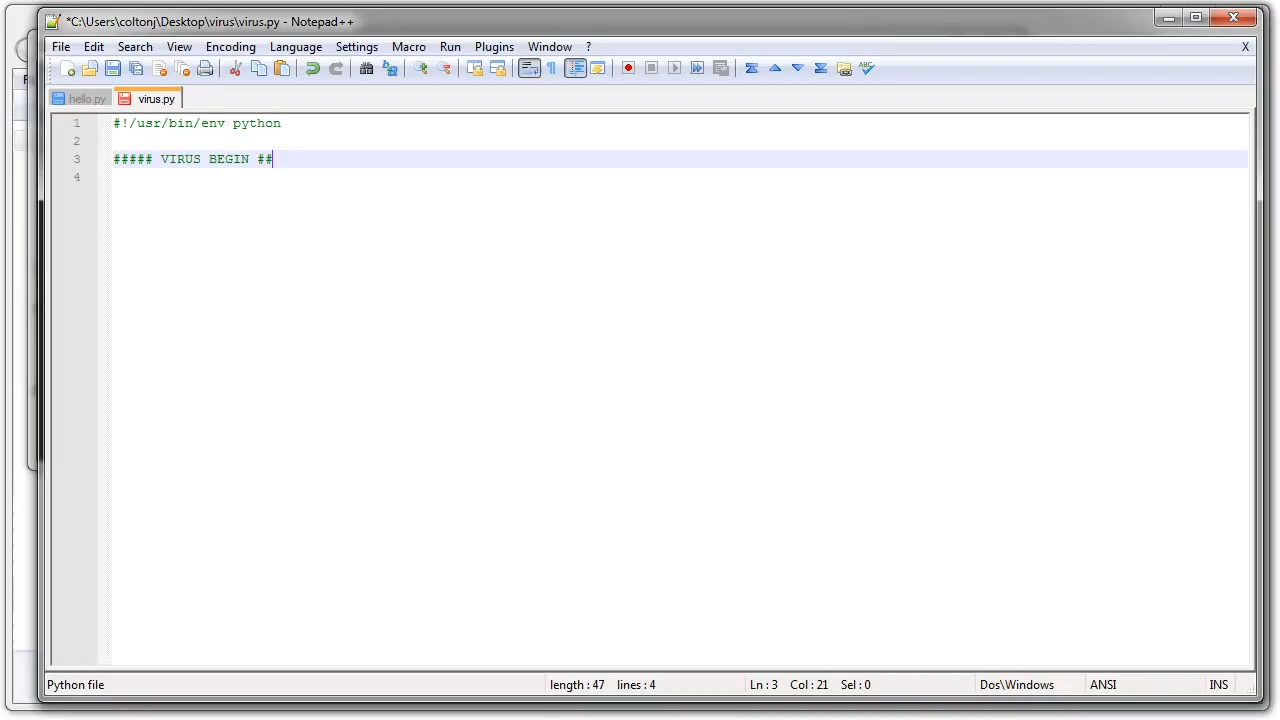 *C:\Users\coltonj\Desktop\virus\virus.py - Notepad++
File Edit Search View Encoding Language Settings Macro Run Plugins Window ? X
hello.py virus.py
1 #!/usr/bin/env python
2
3 ##### VIRUS BEGIN ##
4
Python file length : 47 lines : 4 Ln : 3 Col : 21 Sel : 0 Dos\Windows ANSI INS